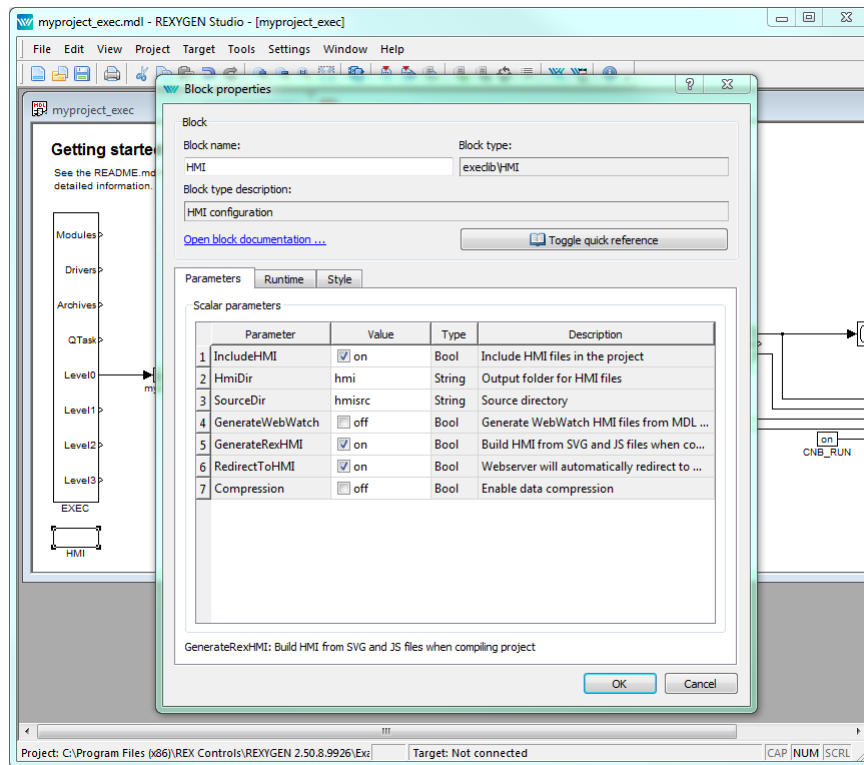 myproject_exec.mdl - REXYGEN Studio - [myproject_exec]
File Edit View Project Target Tools Settings Window Help
myproject_exec
Block properties
Getting starte
See the README.md
detailed information.
Modules
Drivers
Archives
QTask
Level0
my
Level1
Level2
Level3
EXEC
HMI
Block
Block name:
Block type:
HMI
execlib\HMI
Block type description:
HMI configuration
Open block documentation ...
Toggle quick reference
Parameters Runtime Style
Scalar parameters
Parameter Value Type Description
1 IncludeHMI on Bool Include HMI files in the project
2 HmiDir hmi String Output folder for HMI files
3 SourceDir hmisrc String Source directory
4 GenerateWebWatch off Bool Generate WebWatch HMI files from MDL ...
5 GenerateRexHMI on Bool Build HMI from SVG and JS files when co...
6 RedirectToHMI on Bool Webserver will automatically redirect to ...
7 Compression off Bool Enable data compression
GenerateRexHMI: Build HMI from SVG and JS files when compiling project
OK Cancel
on
CNB_RUN
Project: C:\Program Files (x86)\REX Controls\REXYGEN 2.50.8.9926\Exa
Target: Not connected
CAP NUM SCRL